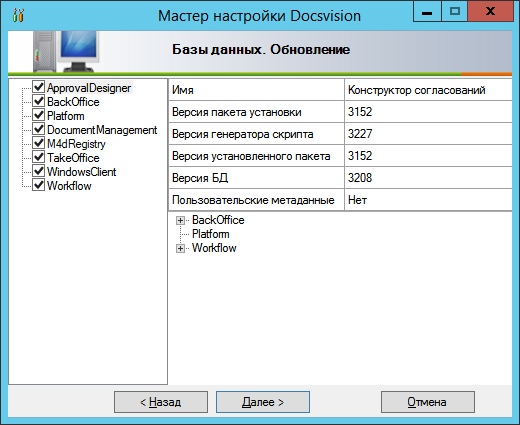 Мастер настройки Docsvision
Базы данных. Обновление
ApprovalDesigner
BackOffice
Platform
DocumentManagement
M4dRegistry
TakeOffice
WindowsClient
Workflow
Имя Конструктор согласований
Версия пакета установки 3152
Версия генератора скрипта 3227
Версия установленного пакета 3152
Версия БД 3208
Пользовательские метаданные Нет
BackOffice
Platform
Workflow
< Назад Далее > Отмена